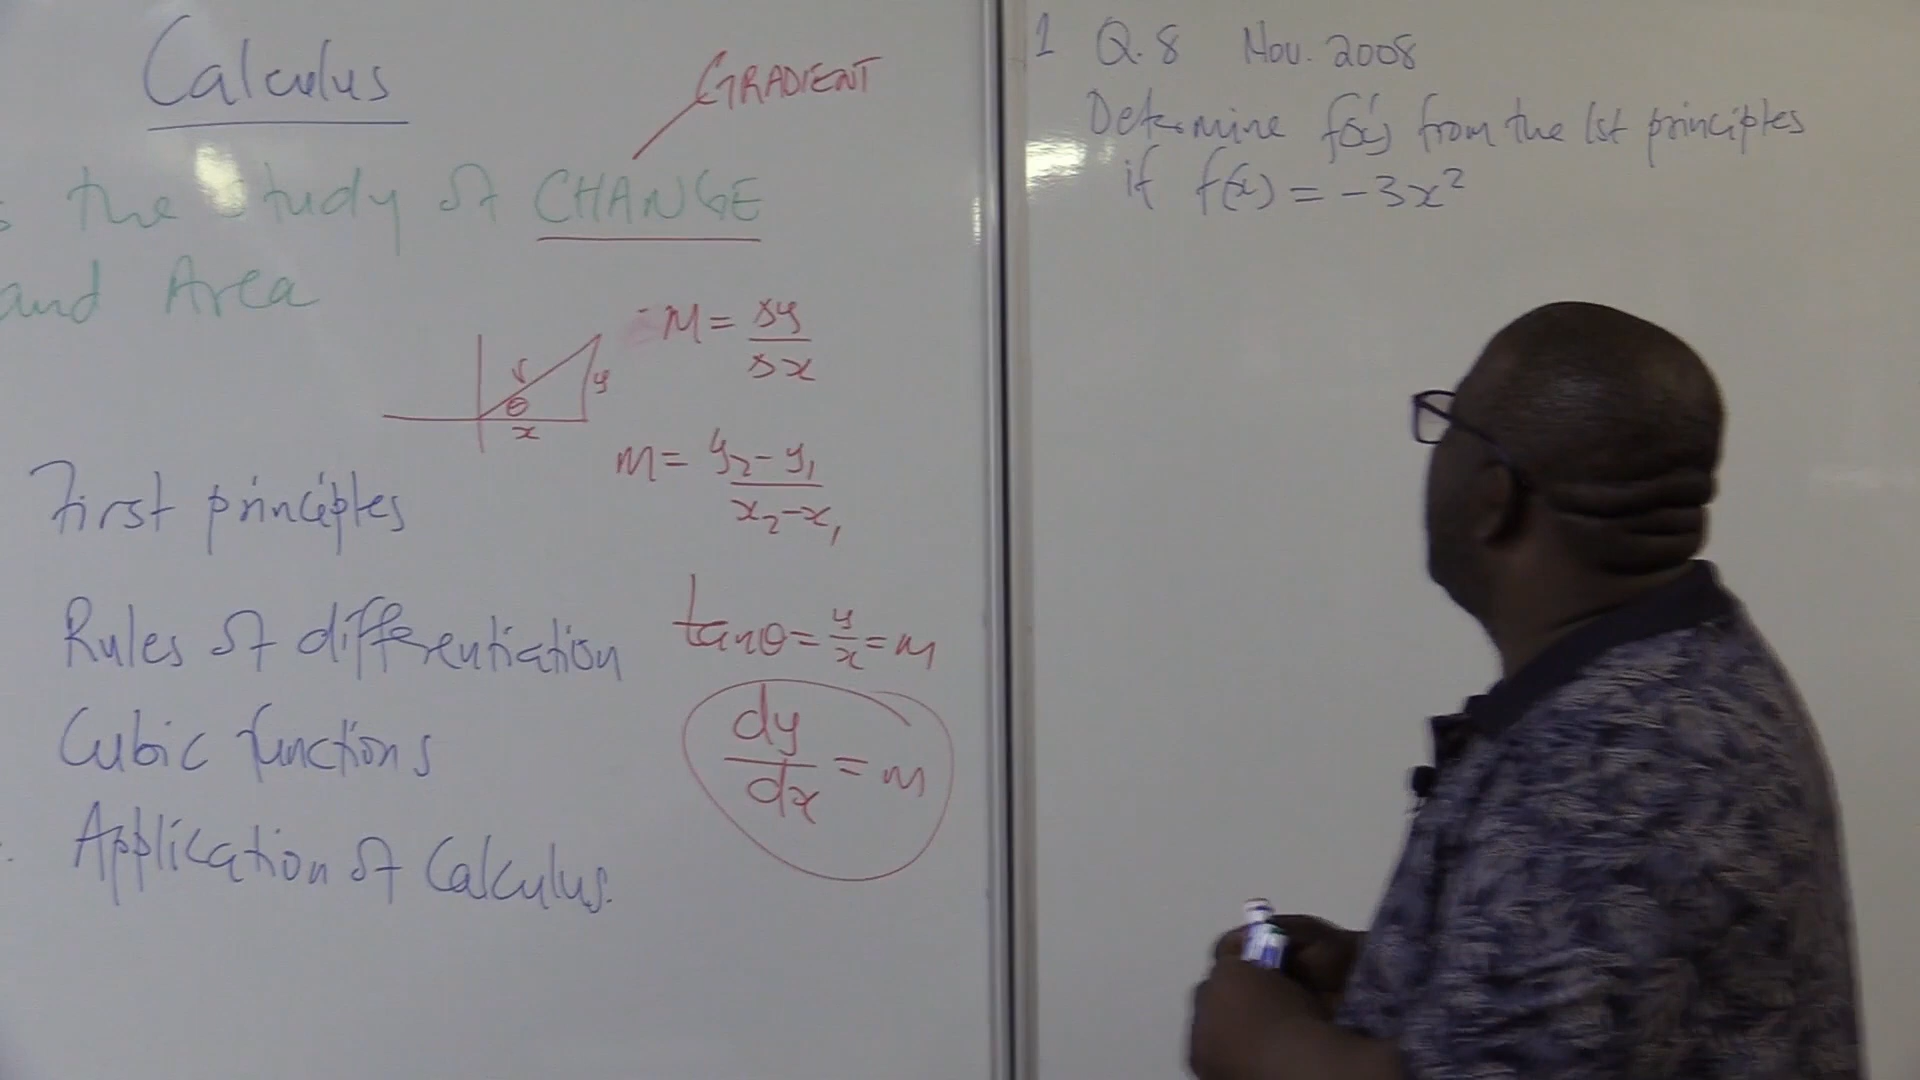 Calculus
GRADIENT
the study of CHANGE
and Area
M = Δy
Δx
r
θ
y
x
m = y₂ - y₁
x₂ - x₁
First principles
Rules of differentiation
tanθ = y/x = m
Cubic functions
dy/dx = m
Application of Calculus.
1 Q. 8 Nov. 2008
Determine f'(x) from the 1st principles
if f(x) = -3x²